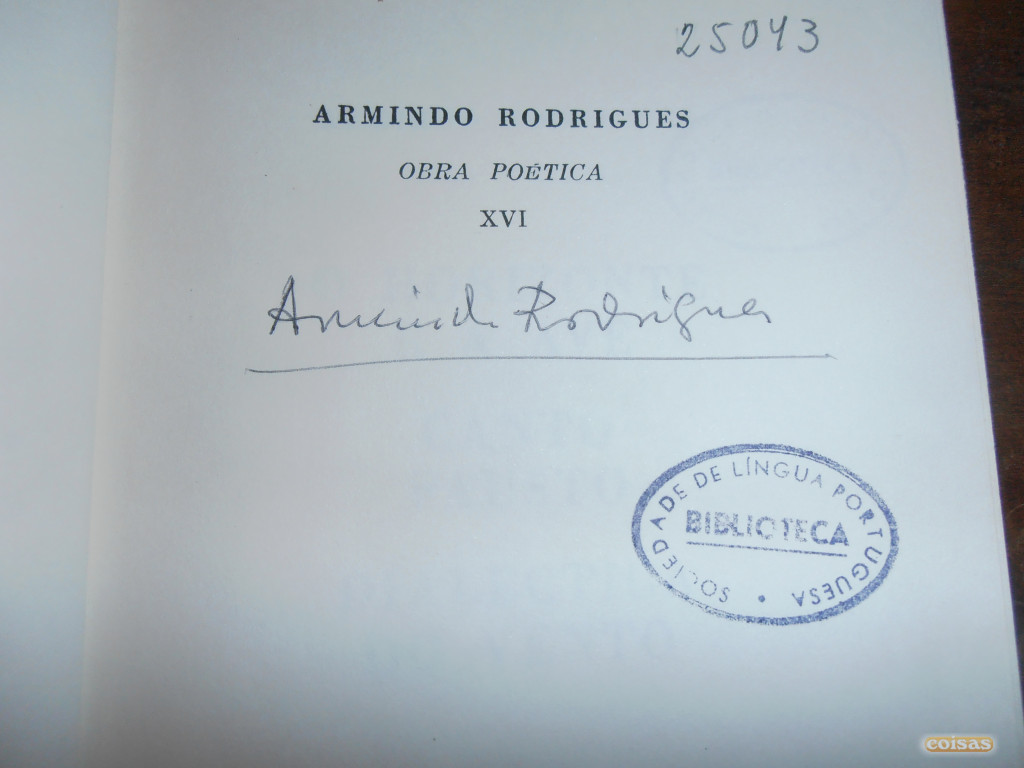 25043
ARMINDO RODRIGUES
OBRA POÉTICA
XVI
Armindo Rodrigues
SOCIEDADE DE LÍNGUA PORTUGUESA
BIBLIOTECA
coisas